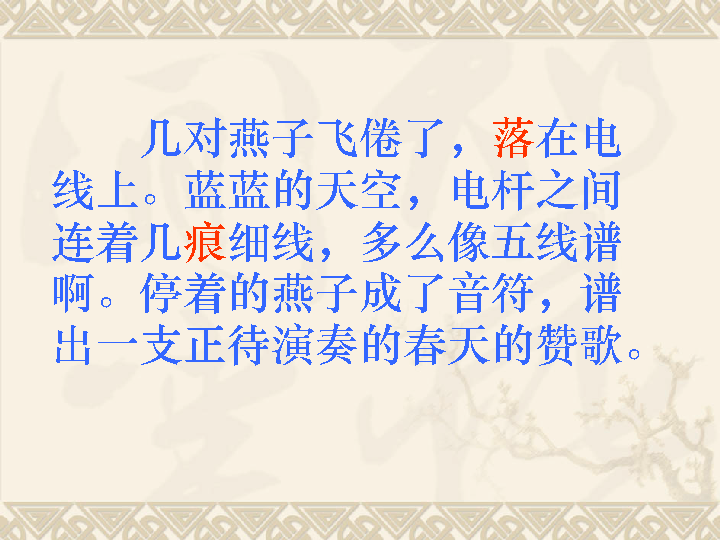 几对燕子飞倦了，落在电
线上。蓝蓝的天空，电杆之间
连着几痕细线，多么像五线谱
啊。停着的燕子成了音符，谱
出一支正待演奏的春天的赞歌。